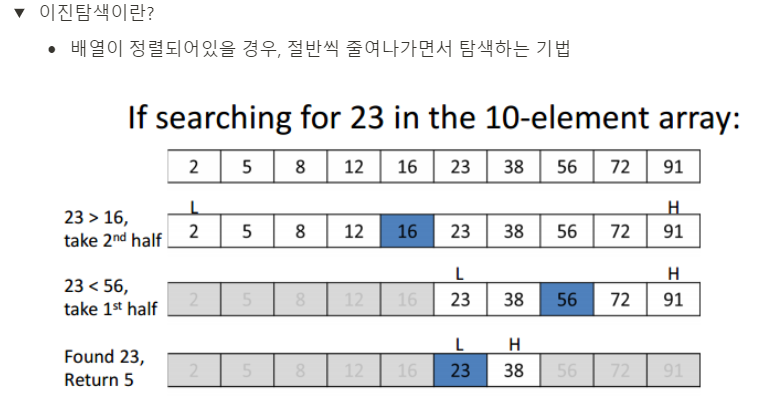 ▼ 이진탐색이란?
• 배열이 정렬되어있을 경우, 절반씩 줄여나가면서 탐색하는 기법
If searching for 23 in the 10-element array:
2 5 8 12 16 23 38 56 72 91
L H
23 > 16,
take 2nd half
2 5 8 12 16 23 38 56 72 91
L H
23 < 56,
take 1st half
2 5 8 12 16 23 38 56 72 91
L H
Found 23,
Return 5
2 5 8 12 16 23 38 56 72 91